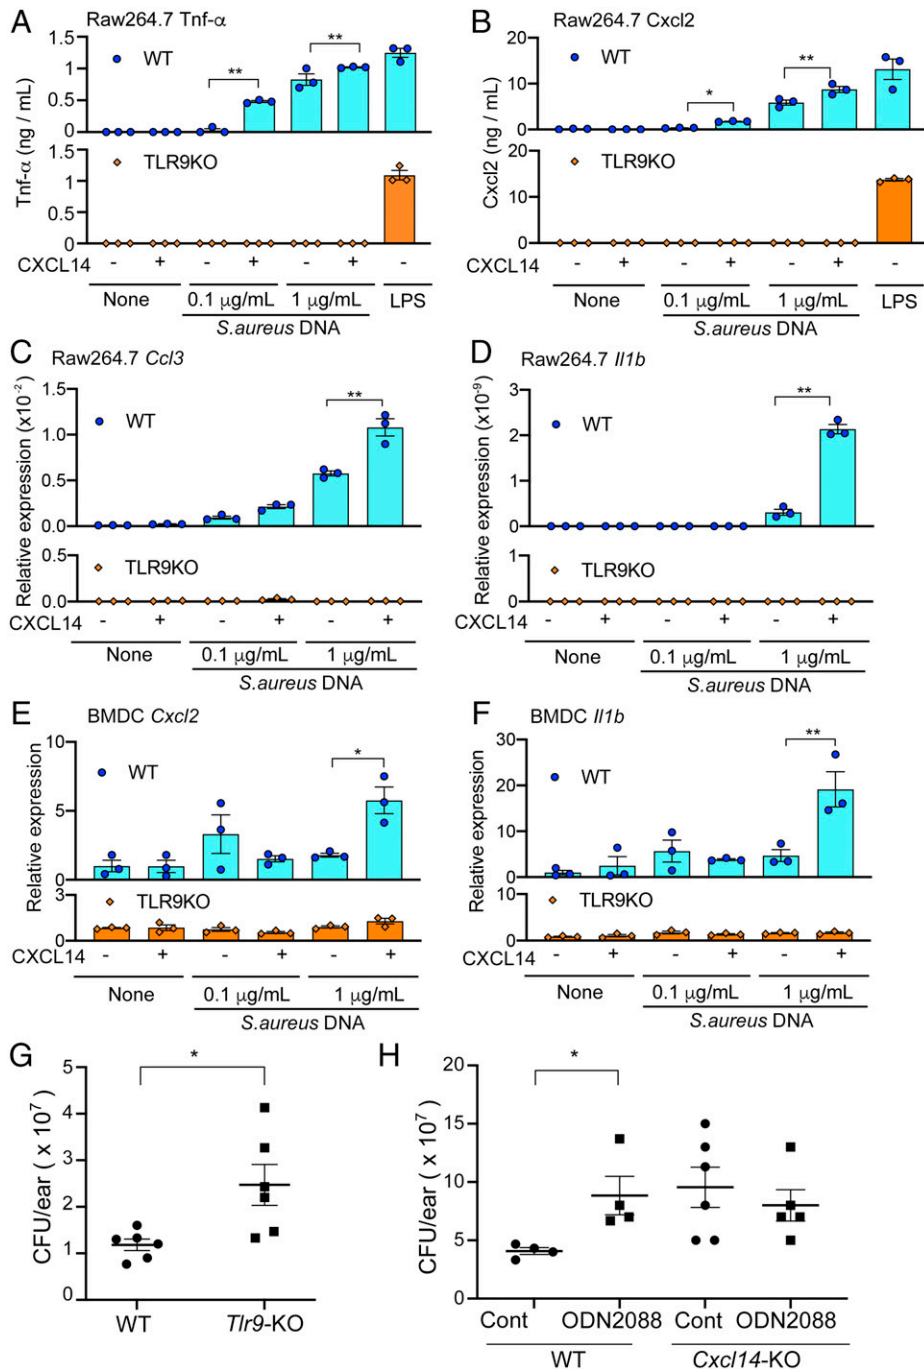 A Raw264.7 Tnf-α
Tnf-α (ng / mL)
1.5
1.0
0.5
0
WT
**
**
1.5
1.0
0.5
0
TLR9KO
CXCL14 - + - + - + -
None 0.1 μg/mL 1 μg/mL LPS
S.aureus DNA
B Raw264.7 Cxcl2
Cxcl2 (ng / mL)
20
10
0
WT
*
**
20
10
0
TLR9KO
CXCL14 - + - + - + -
None 0.1 μg/mL 1 μg/mL LPS
S.aureus DNA
C Raw264.7 Ccl3
Relative expression (x10-2)
1.5
1.0
0.5
0.0
WT
**
0.5
0.0
TLR9KO
CXCL14 - + - + - +
None 0.1 μg/mL 1 μg/mL
S.aureus DNA
D Raw264.7 Il1b
Relative expression (x10-9)
3
2
1
0
WT
**
1
0
TLR9KO
CXCL14 - + - + - +
None 0.1 μg/mL 1 μg/mL
S.aureus DNA
E BMDC Cxcl2
Relative expression
10
5
0
WT
*
3
0
TLR9KO
CXCL14 - + - + - +
None 0.1 μg/mL 1 μg/mL
S.aureus DNA
F BMDC Il1b
Relative expression
30
20
10
0
WT
**
10
0
TLR9KO
CXCL14 - + - + - +
None 0.1 μg/mL 1 μg/mL
S.aureus DNA
G
CFU/ear ( x 10^7)
5
4
3
2
1
0
*
WT Tlr9-KO
H
CFU/ear ( x 10^7)
20
15
10
5
0
*
Cont ODN2088 Cont ODN2088
WT Cxcl14-KO